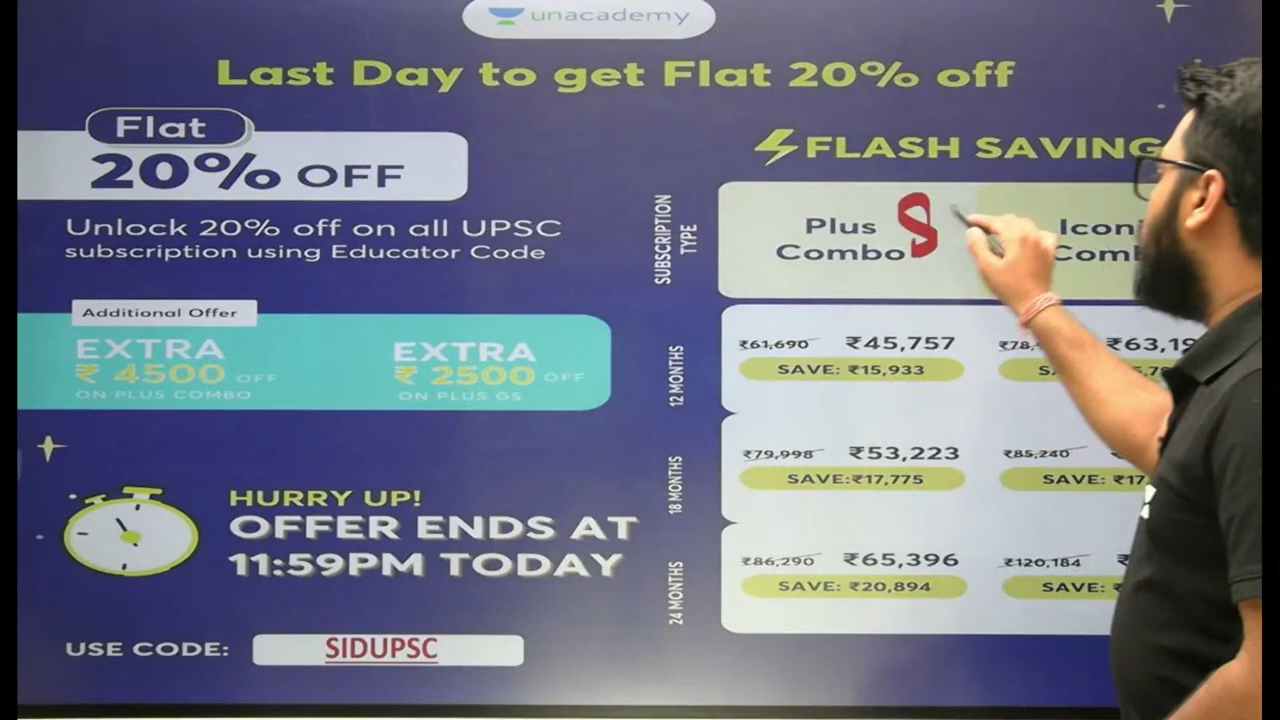 unacademy
Last Day to get Flat 20% off
Flat
20% OFF
Unlock 20% off on all UPSC
subscription using Educator Code
Additional Offer
EXTRA
₹ 4500 OFF
ON PLUS COMBO
EXTRA
₹ 2500 OFF
ON PLUS GS
HURRY UP!
OFFER ENDS AT
11:59PM TODAY
USE CODE: SIDUPSC
FLASH SAVING
SUBSCRIPTION
TYPE
Plus
Combo
S
12 MONTHS
₹61,690 ₹45,757
SAVE: ₹15,933
18 MONTHS
₹79,998 ₹53,223 ₹85,240
SAVE:₹17,775
24 MONTHS
₹86,290 ₹65,396 ₹120,184
SAVE: ₹20,894 SAVE: